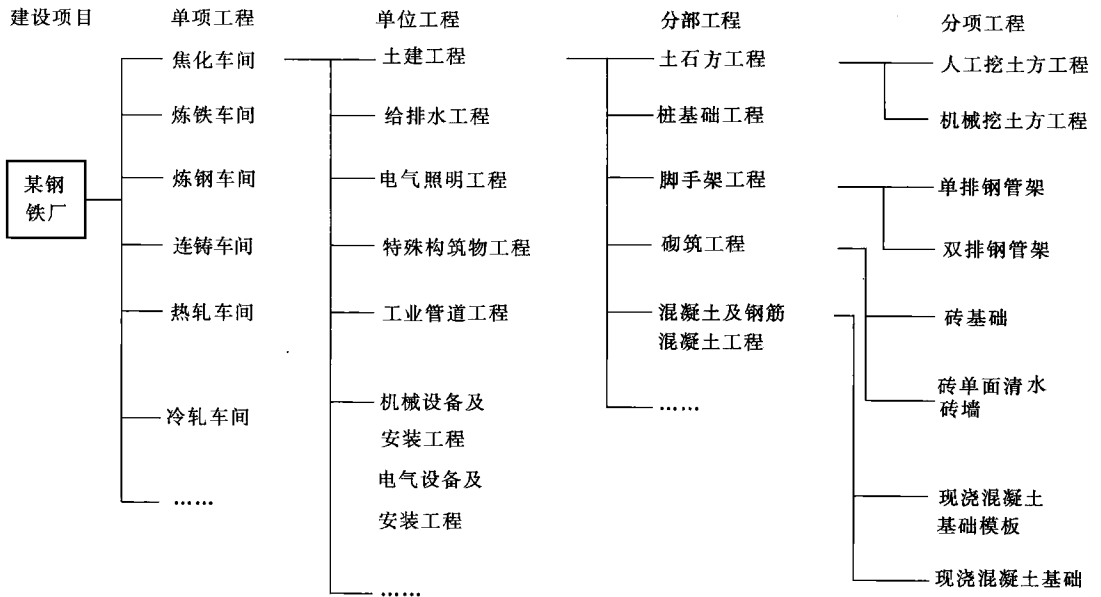 建设项目
单项工程
单位工程
分部工程
分项工程
焦化车间
土建工程
土石方工程
人工挖土方工程
炼铁车间
给排水工程
桩基础工程
机械挖土方工程
某钢
铁厂
炼钢车间
电气照明工程
脚手架工程
单排钢管架
连铸车间
特殊构筑物工程
砌筑工程
双排钢管架
热轧车间
工业管道工程
混凝土及钢筋
混凝土工程
砖基础
冷轧车间
机械设备及
安装工程
……
砖单面清水
砖墙
电气设备及
安装工程
……
现浇混凝土
基础模板
……
现浇混凝土基础